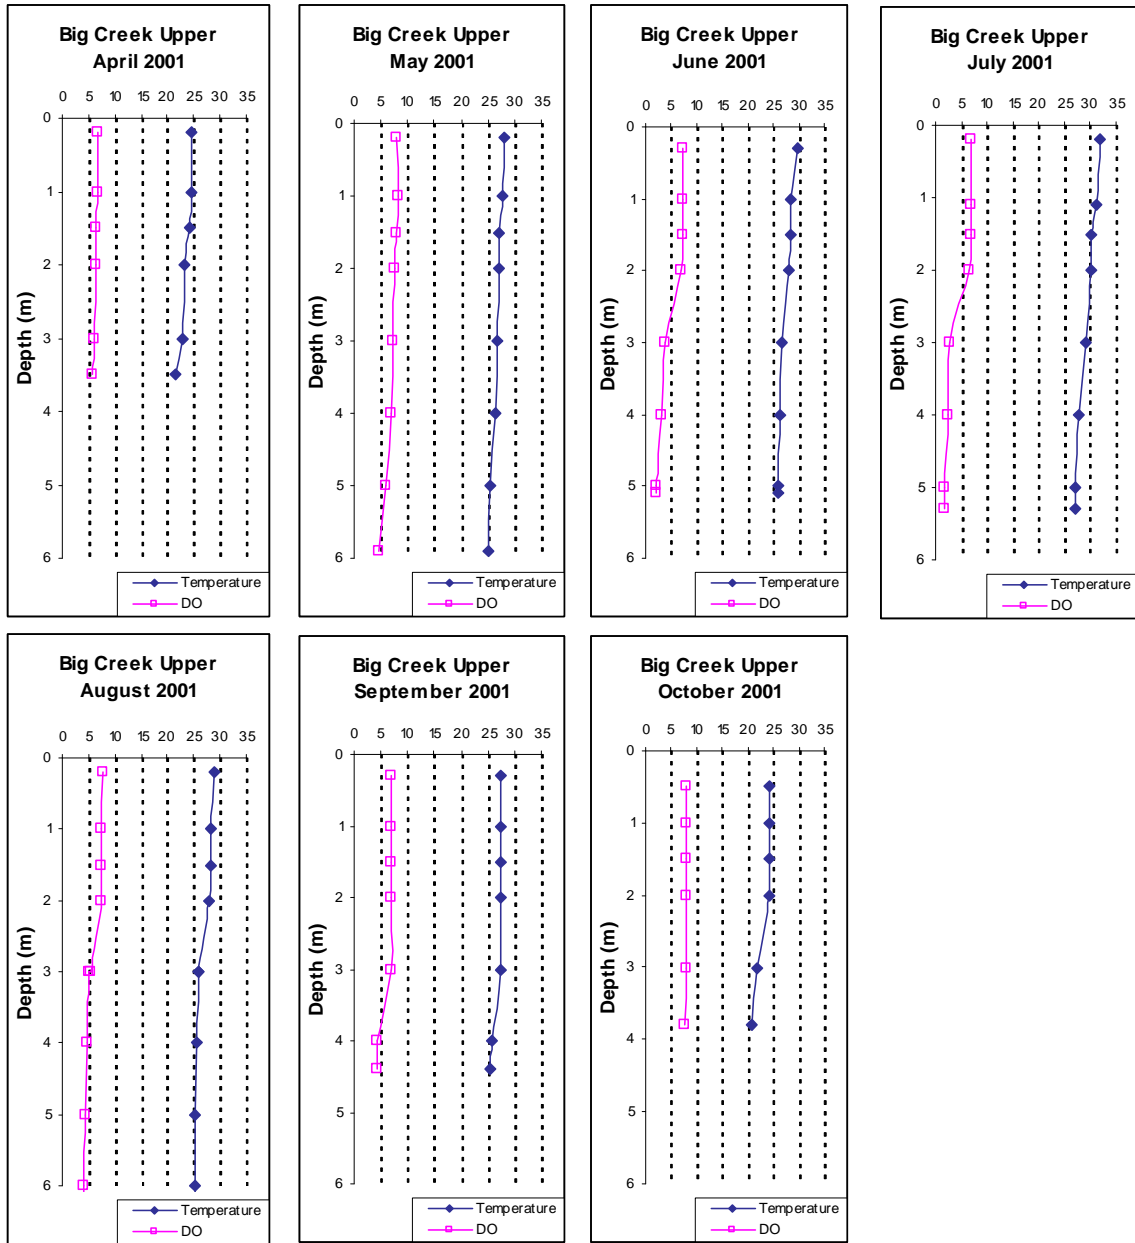 Big Creek Upper
April 2001
0 5 10 15 20 25 30 35
0
1
2
3
4
5
6
Depth (m)
Temperature
DO
Big Creek Upper
May 2001
0 5 10 15 20 25 30 35
0
1
2
3
4
5
6
Depth (m)
Temperature
DO
Big Creek Upper
June 2001
0 5 10 15 20 25 30 35
0
1
2
3
4
5
6
Depth (m)
Temperature
DO
Big Creek Upper
July 2001
0 5 10 15 20 25 30 35
0
1
2
3
4
5
6
Depth (m)
Temperature
DO
Big Creek Upper
August 2001
0 5 10 15 20 25 30 35
0
1
2
3
4
5
6
Depth (m)
Temperature
DO
Big Creek Upper
September 2001
0 5 10 15 20 25 30 35
0
1
2
3
4
5
6
Depth (m)
Temperature
DO
Big Creek Upper
October 2001
0 5 10 15 20 25 30 35
0
1
2
3
4
5
6
Depth (m)
Temperature
DO